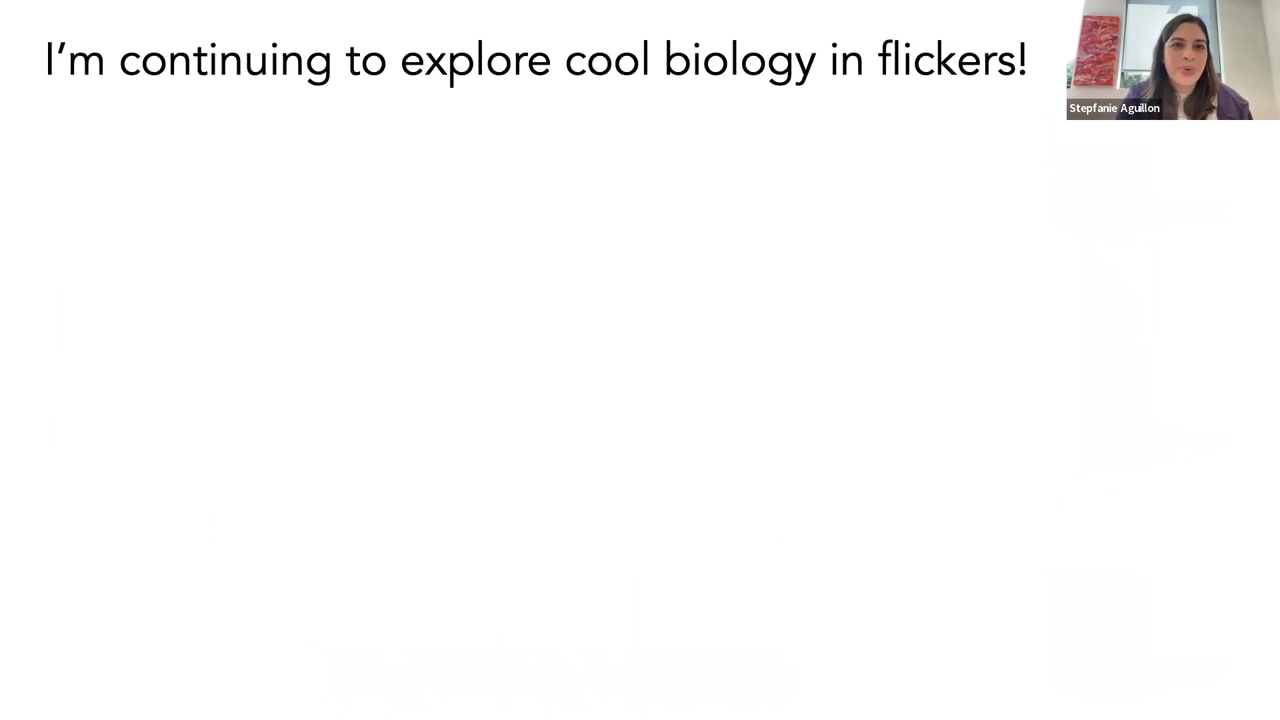 I’m continuing to explore cool biology in flickers!
Stepfanie Aguillon